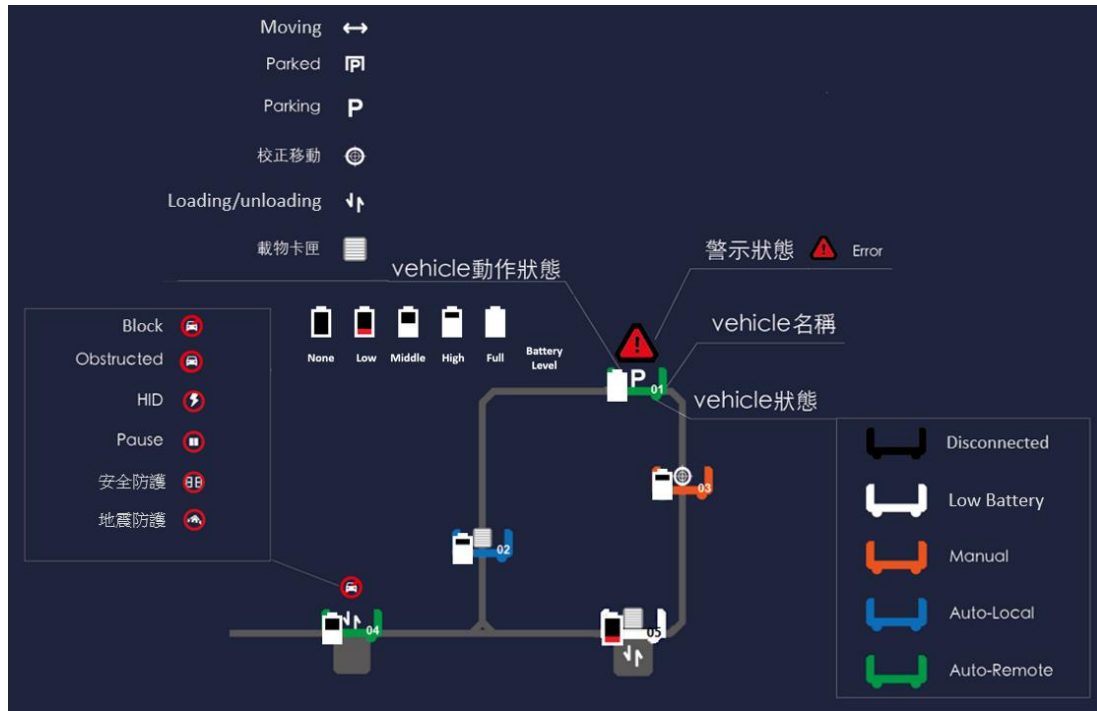 Moving
Parked
Parking
P
校正移動
Loading/unloading
載物卡匣
vehicle動作狀態
警示狀態
Error
Block
Obstructed
HID
Pause
安全防護
地震防護
None
Low
Middle
High
Full
Battery
Level
vehicle名稱
P
01
vehicle狀態
03
02
04
05
Disconnected
Low Battery
Manual
Auto-Local
Auto-Remote